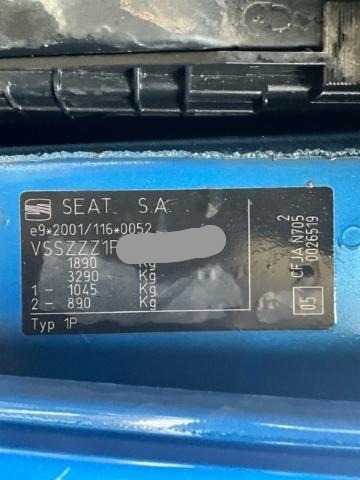 SEAT S.A.
e9*2001/116*0052
VSSZZZ1P
1890 Kg
3290 Kg
1 - 1045 Kg
2 - 890 Kg
Typ 1P
2
CFJA N705
0026519
05